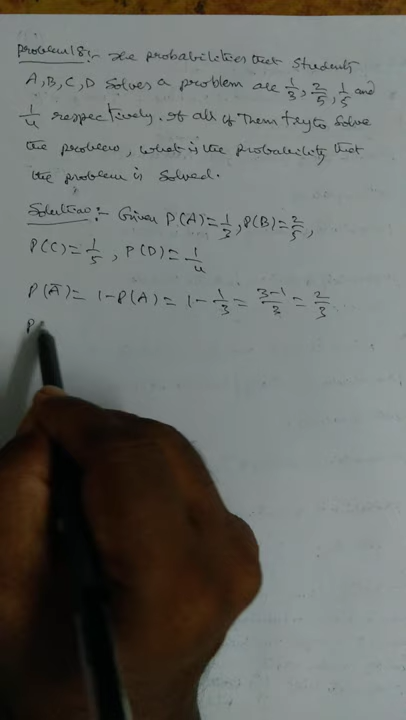 Problem 18:- The probabilities that students
A, B, C, D solves a problem are 1/3, 2/5, 1/5 and
1/4 respectively. If all of them try to solve
the problem, what is the probability that
the problem is solved.
Solution:- Given P(A)=1/3, P(B)=2/5,
P(C)=1/5, P(D)=1/4
P(A̅)= 1-P(A)= 1-1/3= 3-1/3= 2/3
P